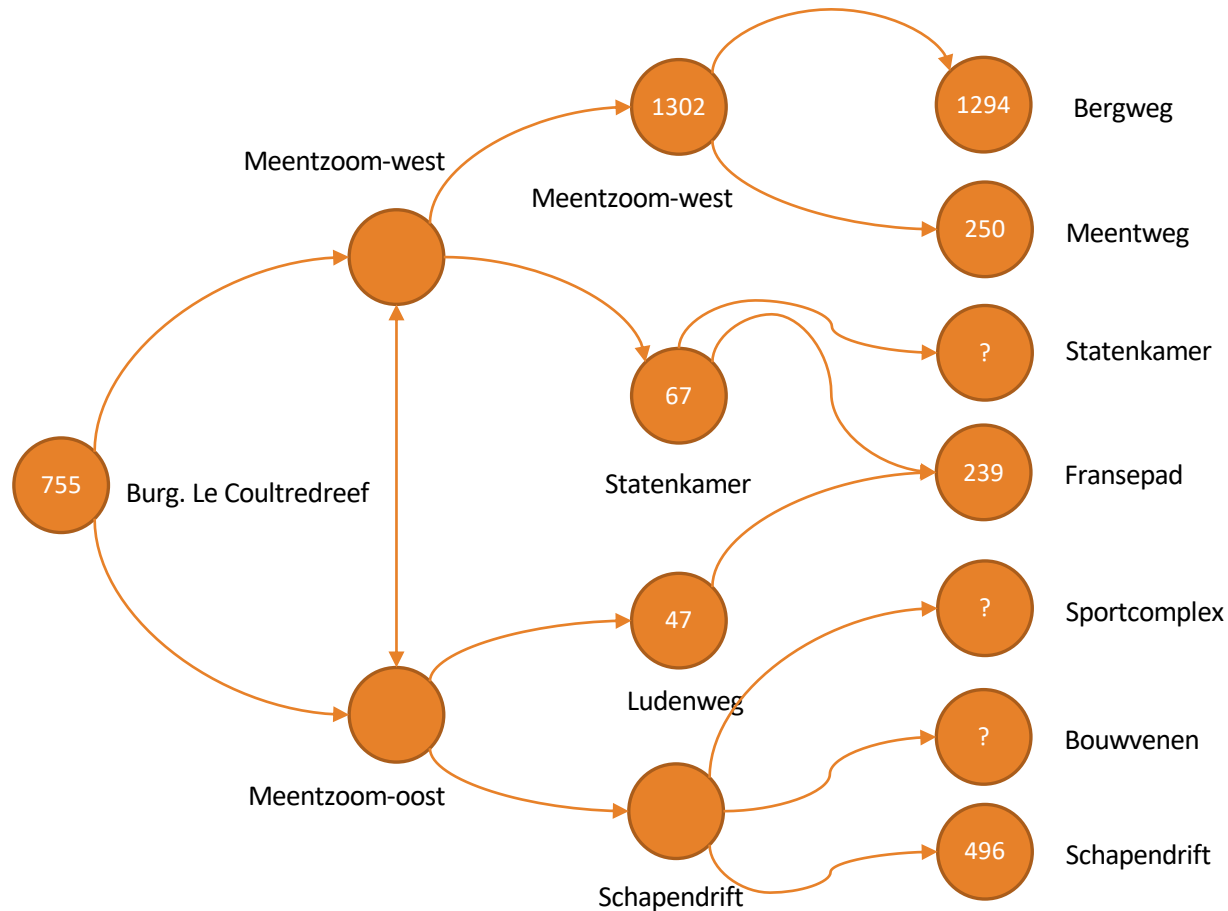 1302
1294
Bergweg
Meentzoom-west
Meentzoom-west
250
Meentweg
?
Statenkamer
67
Statenkamer
239
Fransepad
755
Burg. Le Coultredreef
?
Sportcomplex
47
Ludenweg
?
Bouwvenen
Meentzoom-oost
496
Schapendrift
Schapendrift